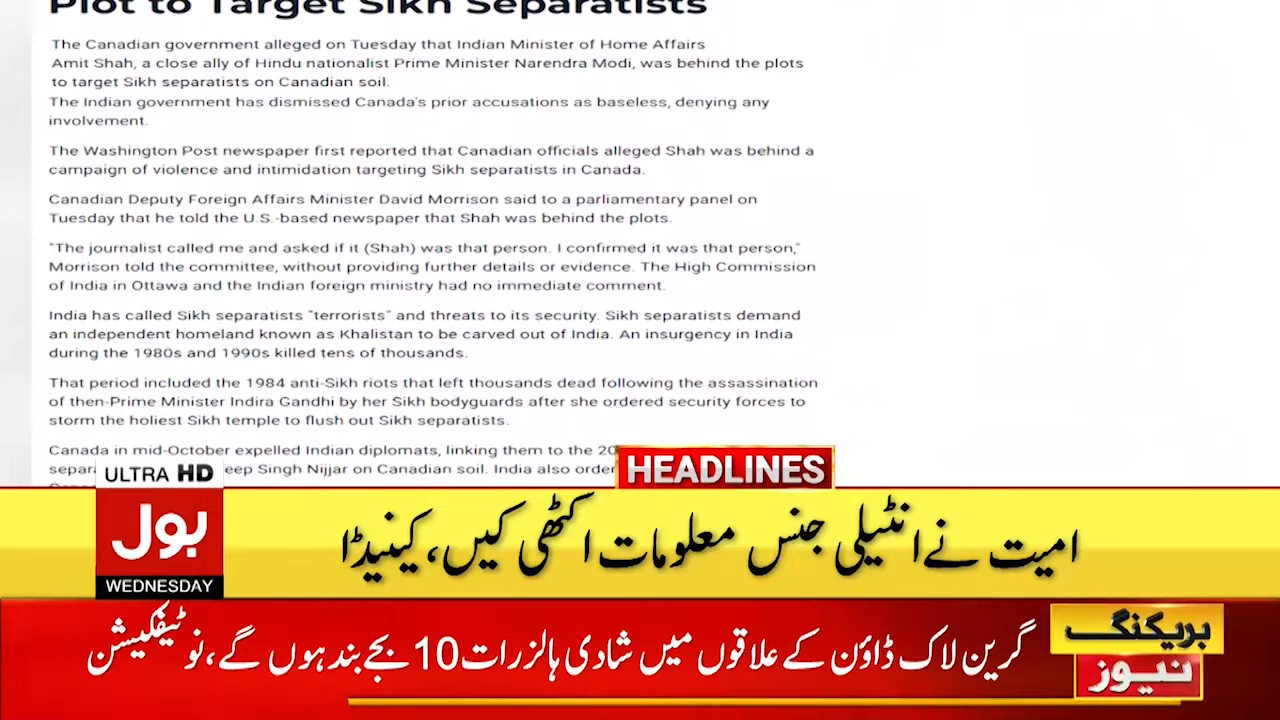 Plot to Target Sikh Separatists
The Canadian government alleged on Tuesday that Indian Minister of Home Affairs
Amit Shah, a close ally of Hindu nationalist Prime Minister Narendra Modi, was behind the plots
to target Sikh separatists on Canadian soil.
The Indian government has dismissed Canada's prior accusations as baseless, denying any
involvement.
The Washington Post newspaper first reported that Canadian officials alleged Shah was behind a
campaign of violence and intimidation targeting Sikh separatists in Canada.
Canadian Deputy Foreign Affairs Minister David Morrison said to a parliamentary panel on
Tuesday that he told the U.S.-based newspaper that Shah was behind the plots.
"The journalist called me and asked if it (Shah) was that person. I confirmed it was that person,"
Morrison told the committee, without providing further details or evidence. The High Commission
of India in Ottawa and the Indian foreign ministry had no immediate comment.
India has called Sikh separatists "terrorists" and threats to its security. Sikh separatists demand
an independent homeland known as Khalistan to be carved out of India. An insurgency in India
during the 1980s and 1990s killed tens of thousands.
That period included the 1984 anti-Sikh riots that left thousands dead following the assassination
of then-Prime Minister Indira Gandhi by her Sikh bodyguards after she ordered security forces to
storm the holiest Sikh temple to flush out Sikh separatists.
Canada in mid-October expelled Indian diplomats, linking them to the 20
separ eep Singh Nijjar on Canadian soil. India also order
HEADLINES
ULTRA HD
بول
WEDNESDAY
امیت نے انٹیلی جنس معلومات اکٹھی کیں، کینیڈا
بریکنگ
نیوز
گرین لاک ڈاؤن کے علاقوں میں شادی ہالز رات 10 بجے بند ہوں گے، نوٹیفکیشن